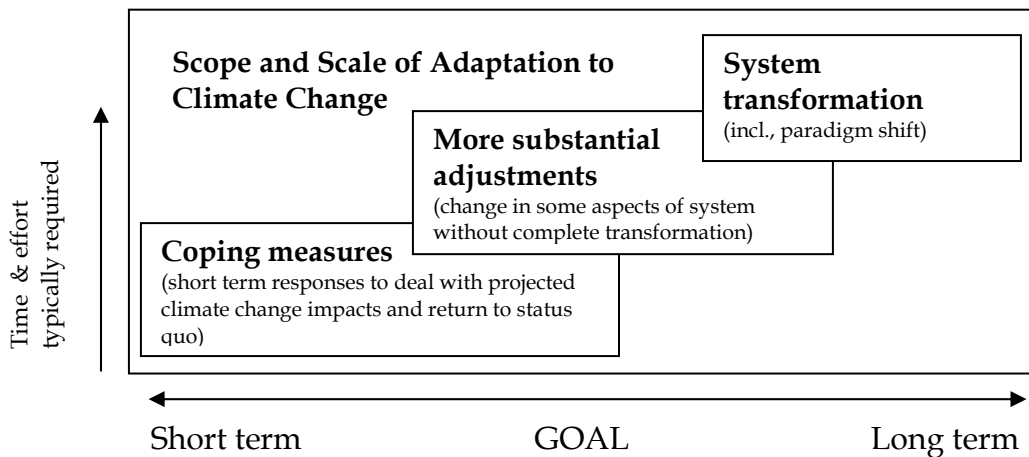 Scope and Scale of Adaptation to
Climate Change
System
transformation
(incl., paradigm shift)
More substantial
adjustments
(change in some aspects of system
without complete transformation)
Coping measures
(short term responses to deal with projected
climate change impacts and return to status
quo)
Time & effort
typically required
Short term
GOAL
Long term